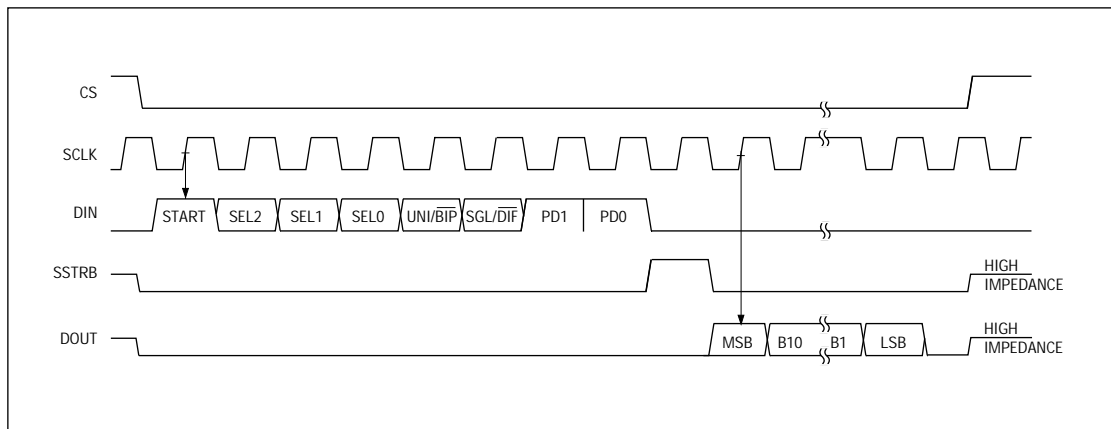 CS
SCLK
DIN START SEL2 SEL1 SEL0 UNI/BIP SGL/DIF PD1 PD0
SSTRB HIGH IMPEDANCE
DOUT MSB B10 B1 LSB HIGH IMPEDANCE